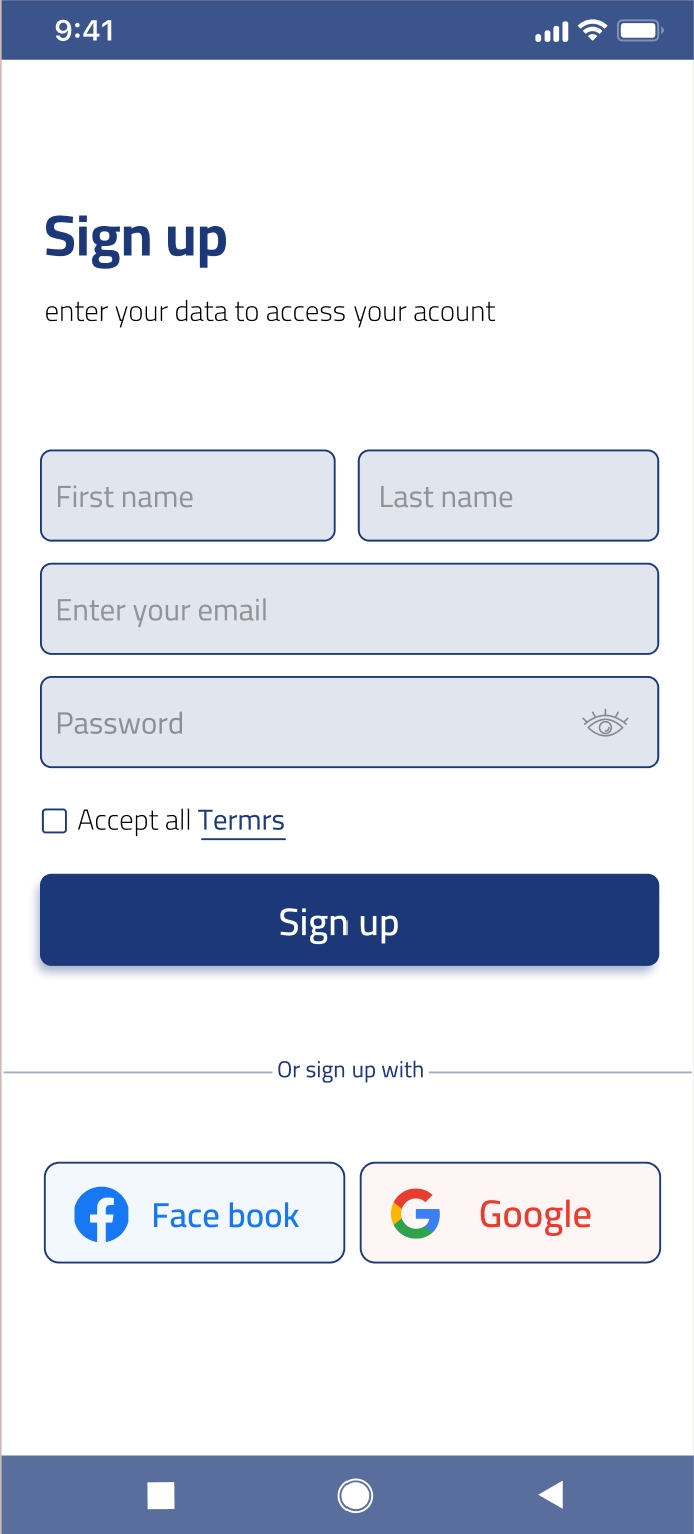 9:41
Sign up
enter your data to access your acount
First name
Last name
Enter your email
Password
Accept all Termrs
Sign up
Or sign up with
Face book
Google